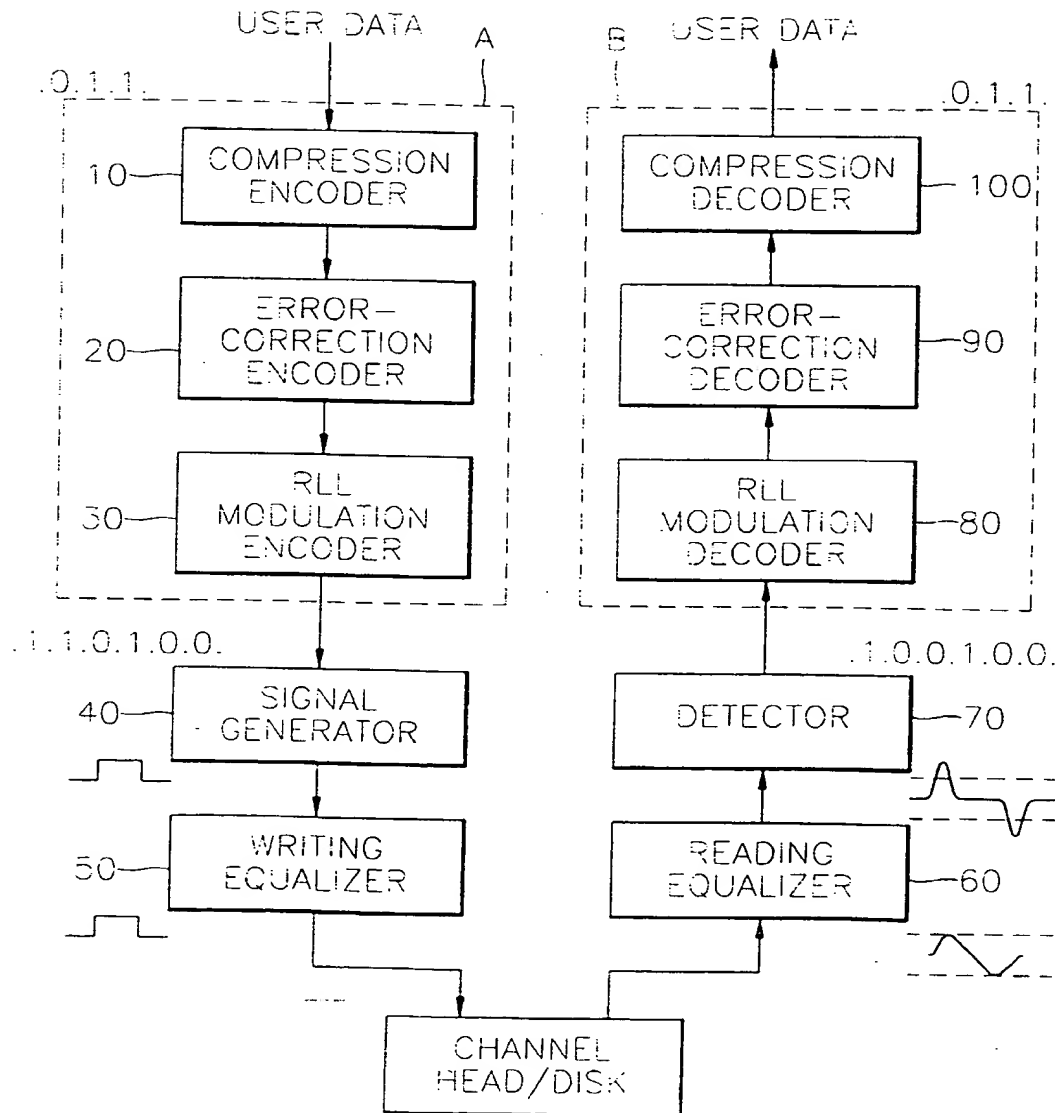 USER DATA
A
.0.1.1.
10
COMPRESSION
ENCODER
20
ERROR-
CORRECTION
ENCODER
30
RLL
MODULATION
ENCODER
.1.1.0.1.0.0.
40
SIGNAL
GENERATOR
50
WRITING
EQUALIZER
CHANNEL
HEAD/DISK
B
USER DATA
.0.1.1.
COMPRESSION
DECODER
100
ERROR-
CORRECTION
DECODER
90
RLL
MODULATION
DECODER
80
.1.0.0.1.0.0.
DETECTOR
70
READING
EQUALIZER
60